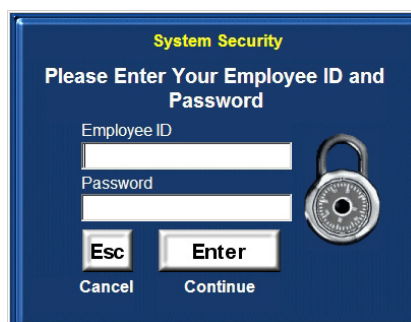 System Security
Please Enter Your Employee ID and
Password
Employee ID
Password
Esc Enter
Cancel Continue